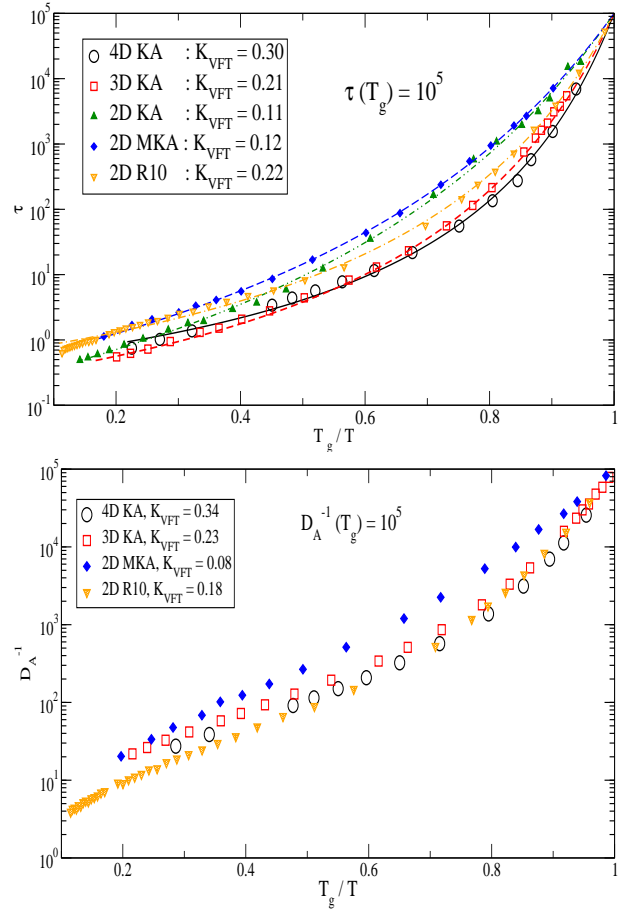 10^5
4D KA : K_VFT = 0.30
3D KA : K_VFT = 0.21
2D KA : K_VFT = 0.11
2D MKA : K_VFT = 0.12
2D R10 : K_VFT = 0.22
τ(T_g) = 10^5
10^4
10^3
10^2
10^1
10^0
10^-1
τ
0.2 0.4 0.6 0.8 1
T_g / T
10^5
4D KA, K_VFT = 0.34
3D KA, K_VFT = 0.23
2D MKA, K_VFT = 0.08
2D R10, K_VFT = 0.18
D_A^-1 (T_g) = 10^5
10^4
10^3
10^2
10^1
10^0
D_A^-1
0.2 0.4 0.6 0.8 1
T_g / T